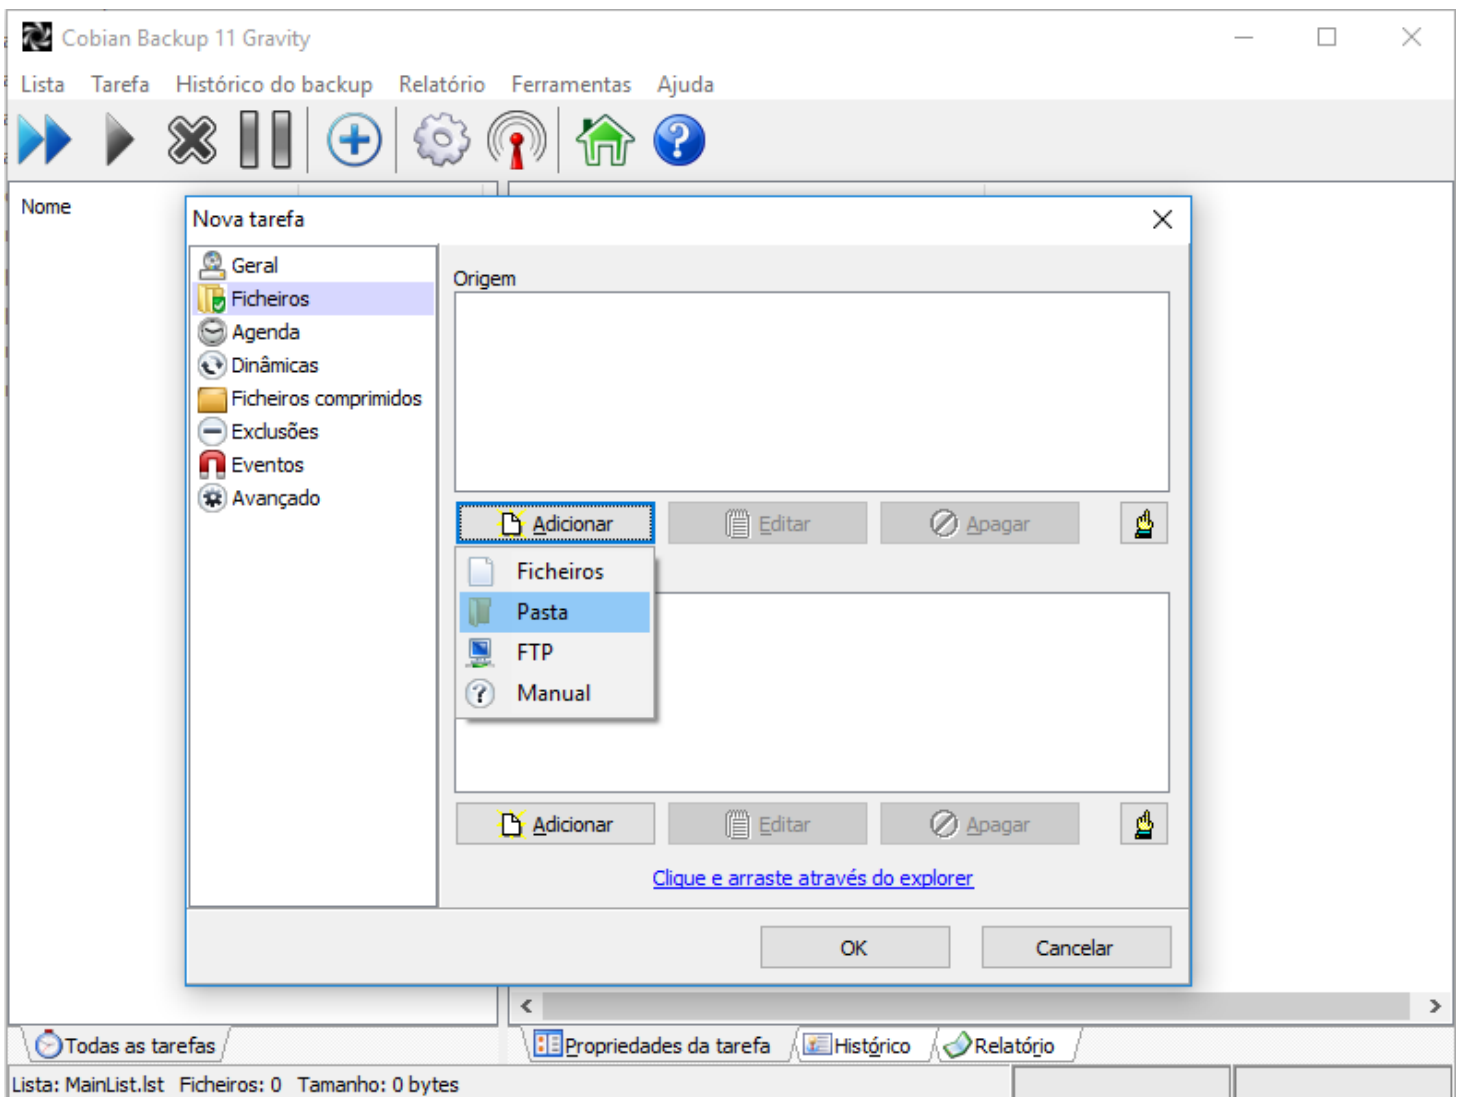 Cobian Backup 11 Gravity
Lista Tarefa Histórico do backup Relatório Ferramentas Ajuda
Nome
Nova tarefa
Geral
Ficheiros
Agenda
Dinâmicas
Ficheiros comprimidos
Exclusões
Eventos
Avançado
Origem
Adicionar Editar Apagar
Ficheiros
Pasta
FTP
Manual
Adicionar Editar Apagar
Clique e arraste através do explorer
OK Cancelar
Todas as tarefas Propriedades da tarefa Histórico Relatório
Lista: MainList.lst Ficheiros: 0 Tamanho: 0 bytes